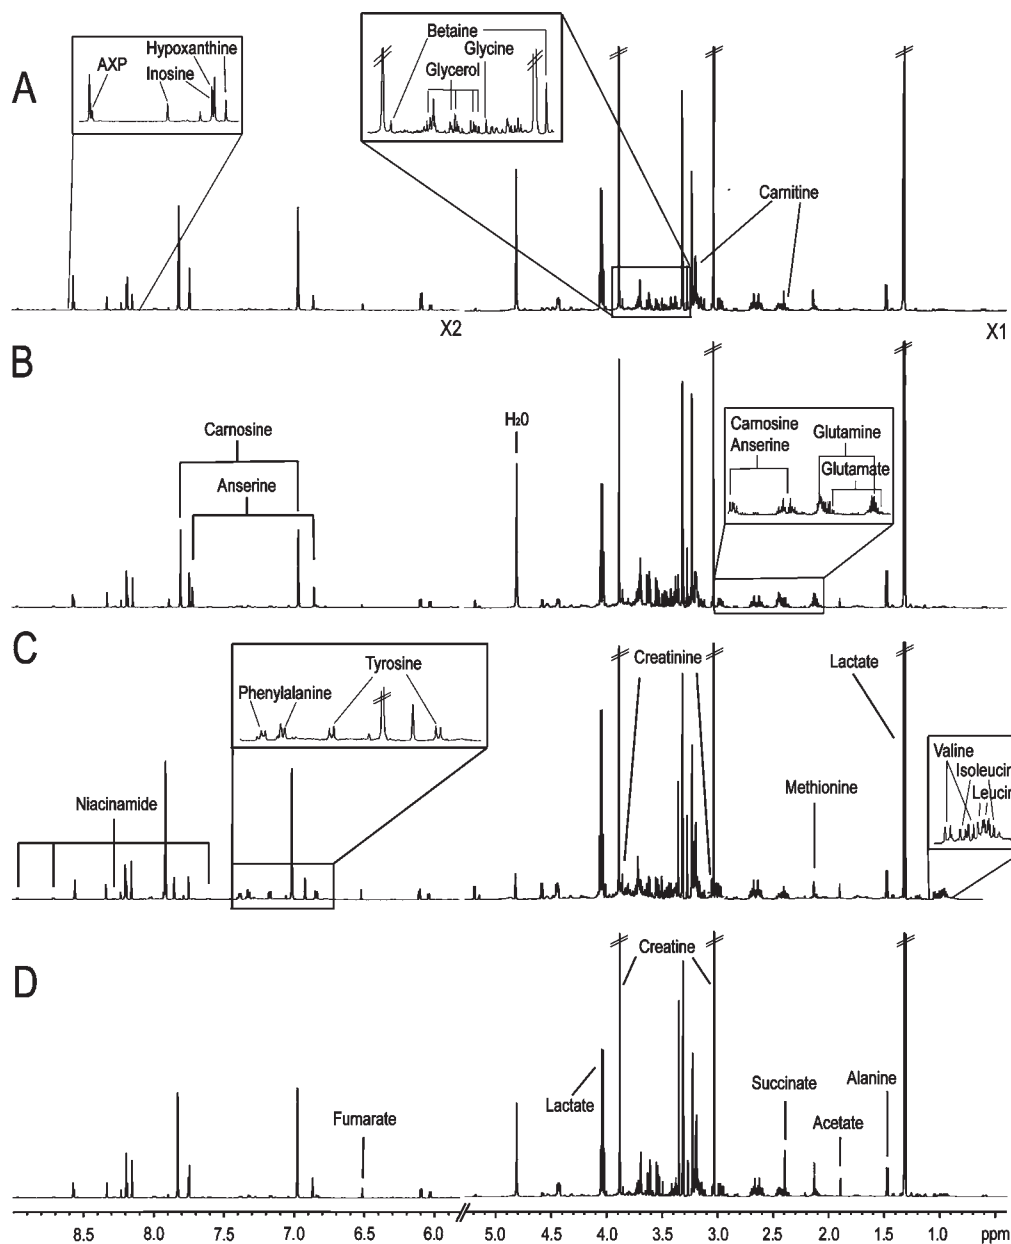 A
AXP
Hypoxanthine
Inosine
Betaine
Glycine
Glycerol
Carnitine
X2
X1
B
Carnosine
Anserine
H20
Carnosine
Anserine
Glutamine
Glutamate
C
Niacinamide
Phenylalanine
Tyrosine
Creatinine
Lactate
Methionine
Valine
Isoleucin
Leucin
D
Fumarate
Lactate
Creatine
Succinate
Acetate
Alanine
8.5 8.0 7.5 7.0 6.5 6.0 5.0 4.5 4.0 3.5 3.0 2.5 2.0 1.5 1.0 ppm